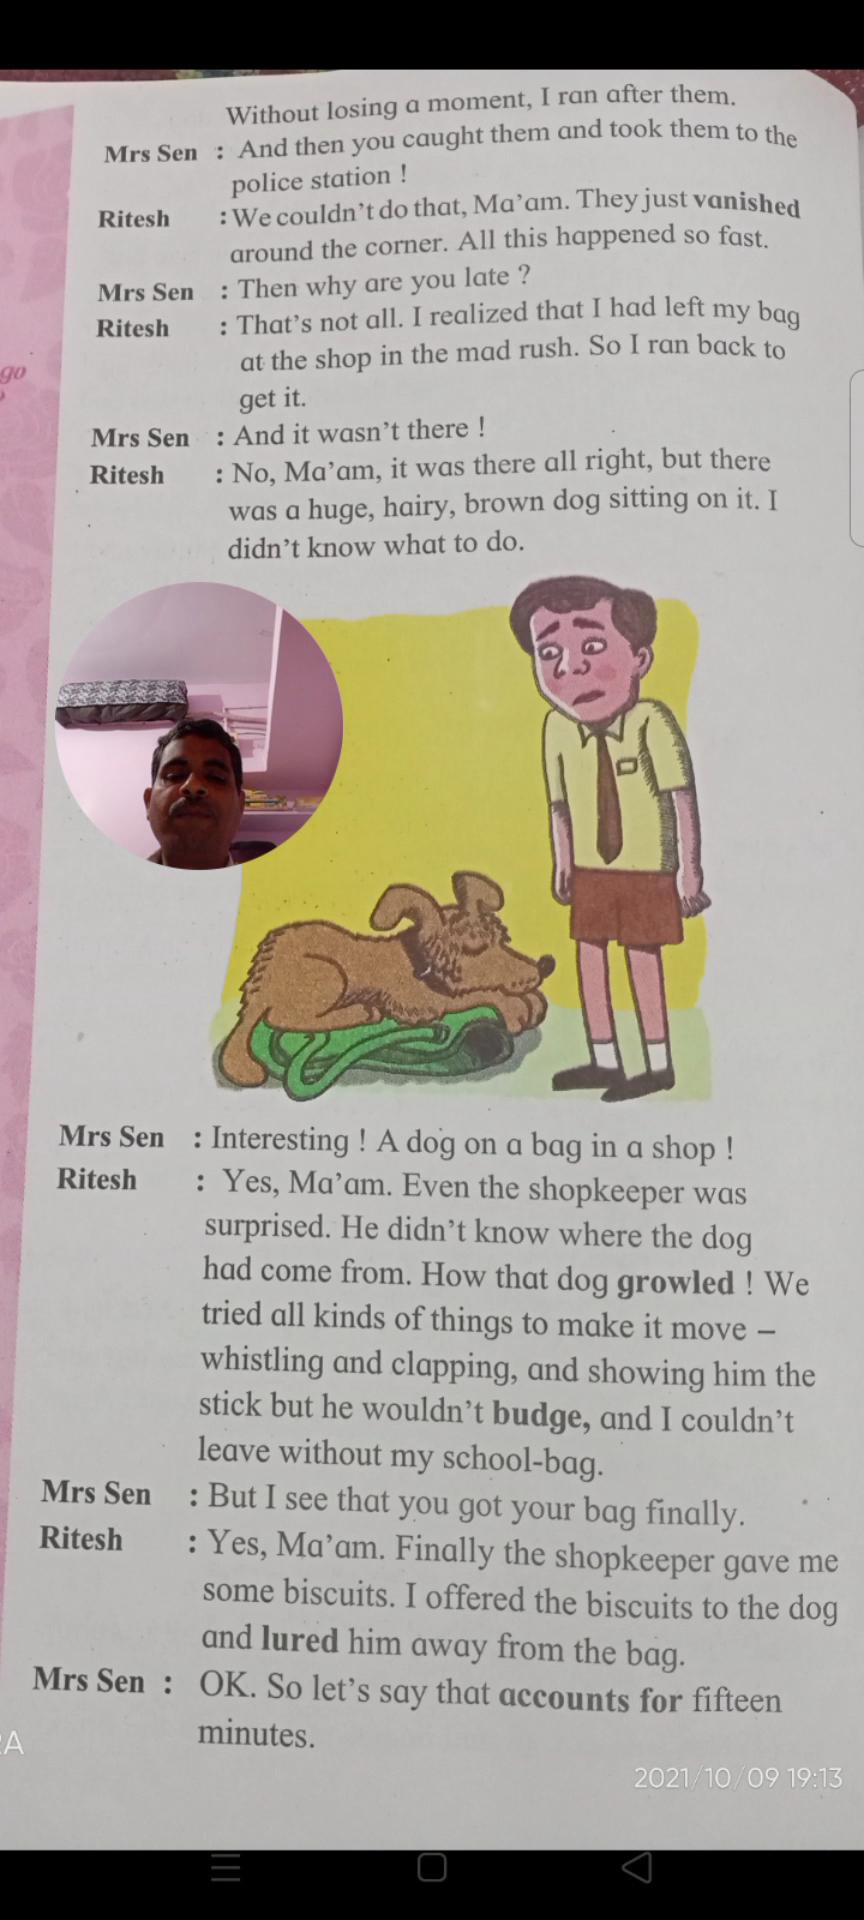 Without losing a moment, I ran after them.
Mrs Sen : And then you caught them and took them to the
police station !
Ritesh : We couldn't do that, Ma'am. They just vanished
around the corner. All this happened so fast.
Mrs Sen : Then why are you late ?
Ritesh : That's not all. I realized that I had left my bag
at the shop in the mad rush. So I ran back to
go
get it.
Mrs Sen : And it wasn't there !
Ritesh : No, Ma'am, it was there all right, but there
was a huge, hairy, brown dog sitting on it. I
didn't know what to do.
Mrs Sen : Interesting ! A dog on a bag in a shop !
Ritesh : Yes, Ma'am. Even the shopkeeper was
surprised. He didn't know where the dog
had come from. How that dog growled ! We
tried all kinds of things to make it move –
whistling and clapping, and showing him the
stick but he wouldn't budge, and I couldn't
leave without my school-bag.
Mrs Sen : But I see that you got your bag finally.
Ritesh : Yes, Ma'am. Finally the shopkeeper gave me
some biscuits. I offered the biscuits to the dog
and lured him away from the bag.
Mrs Sen : OK. So let's say that accounts for fifteen
minutes.
2021/10/09 19:13